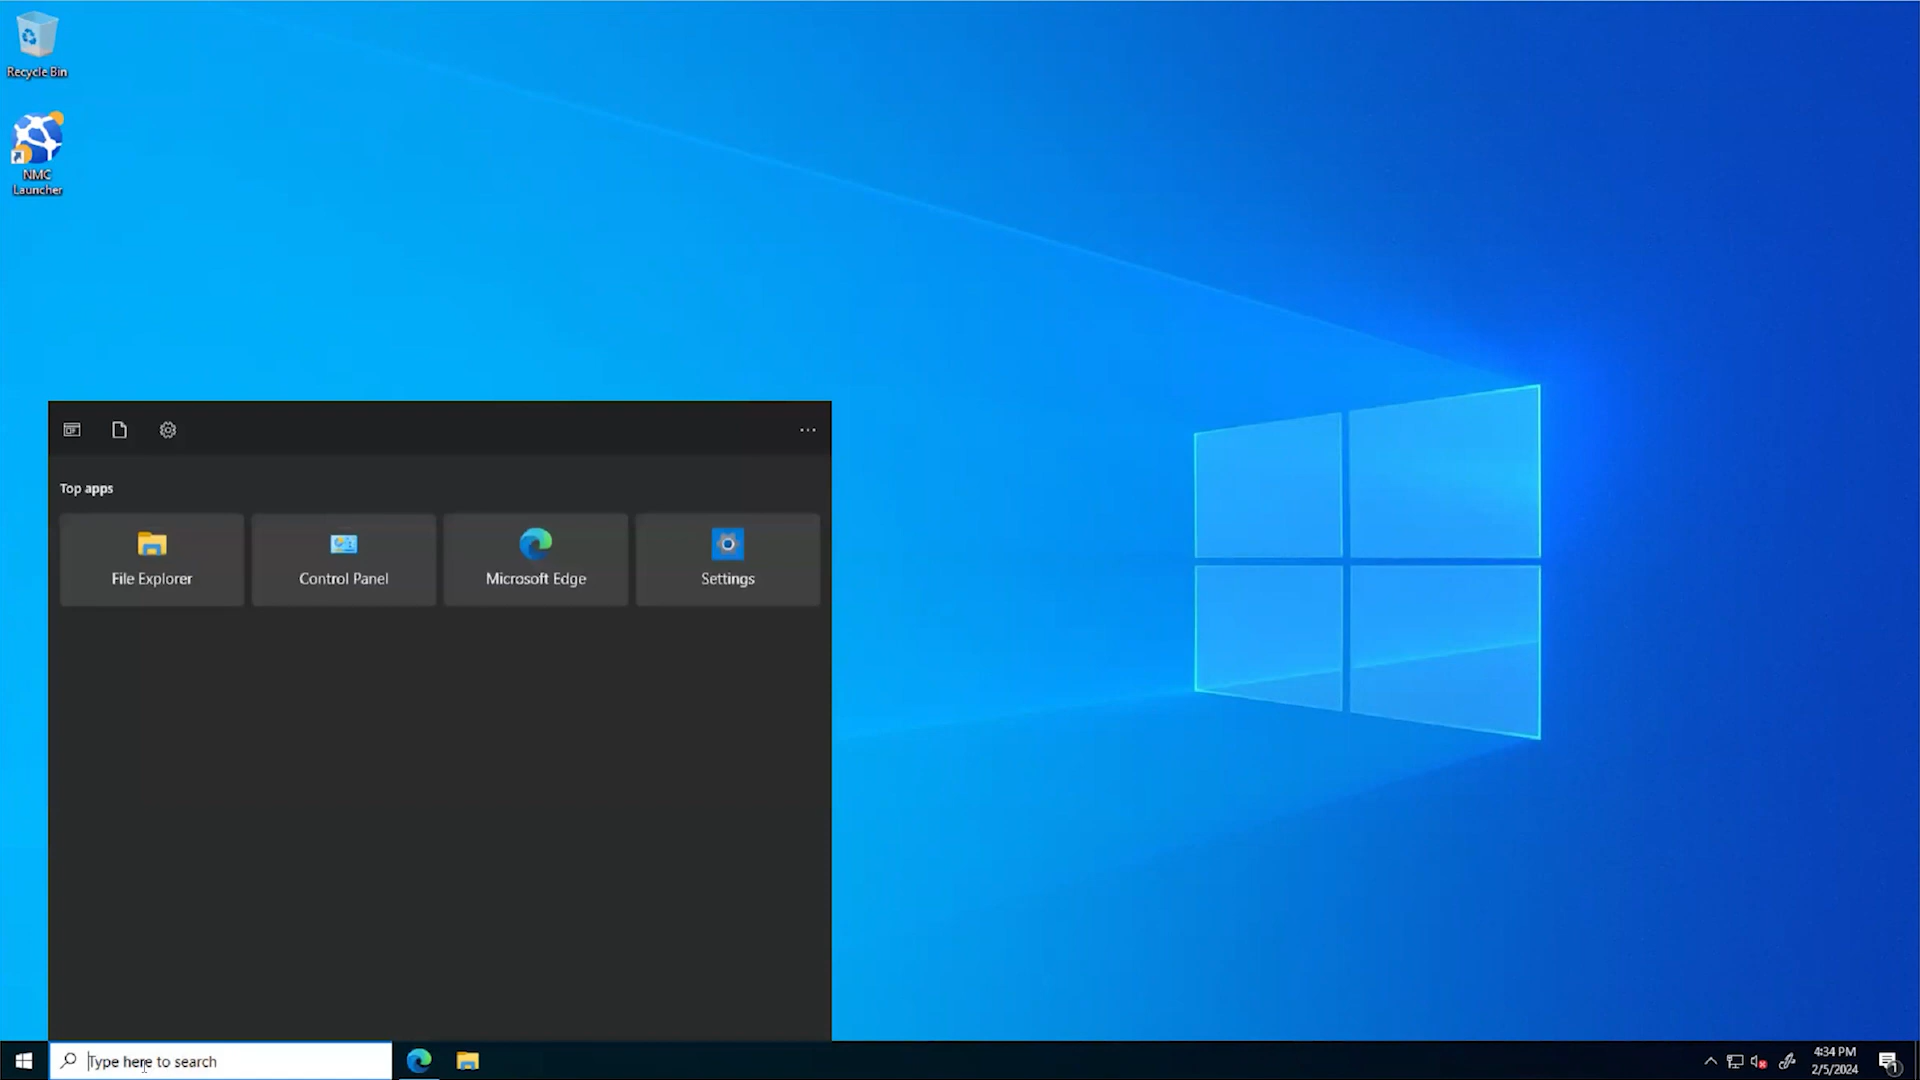 Recycle Bin
NMC
Launcher
Top apps
File Explorer
Control Panel
Microsoft Edge
Settings
Type here to search
4:34 PM
2/5/2024
1